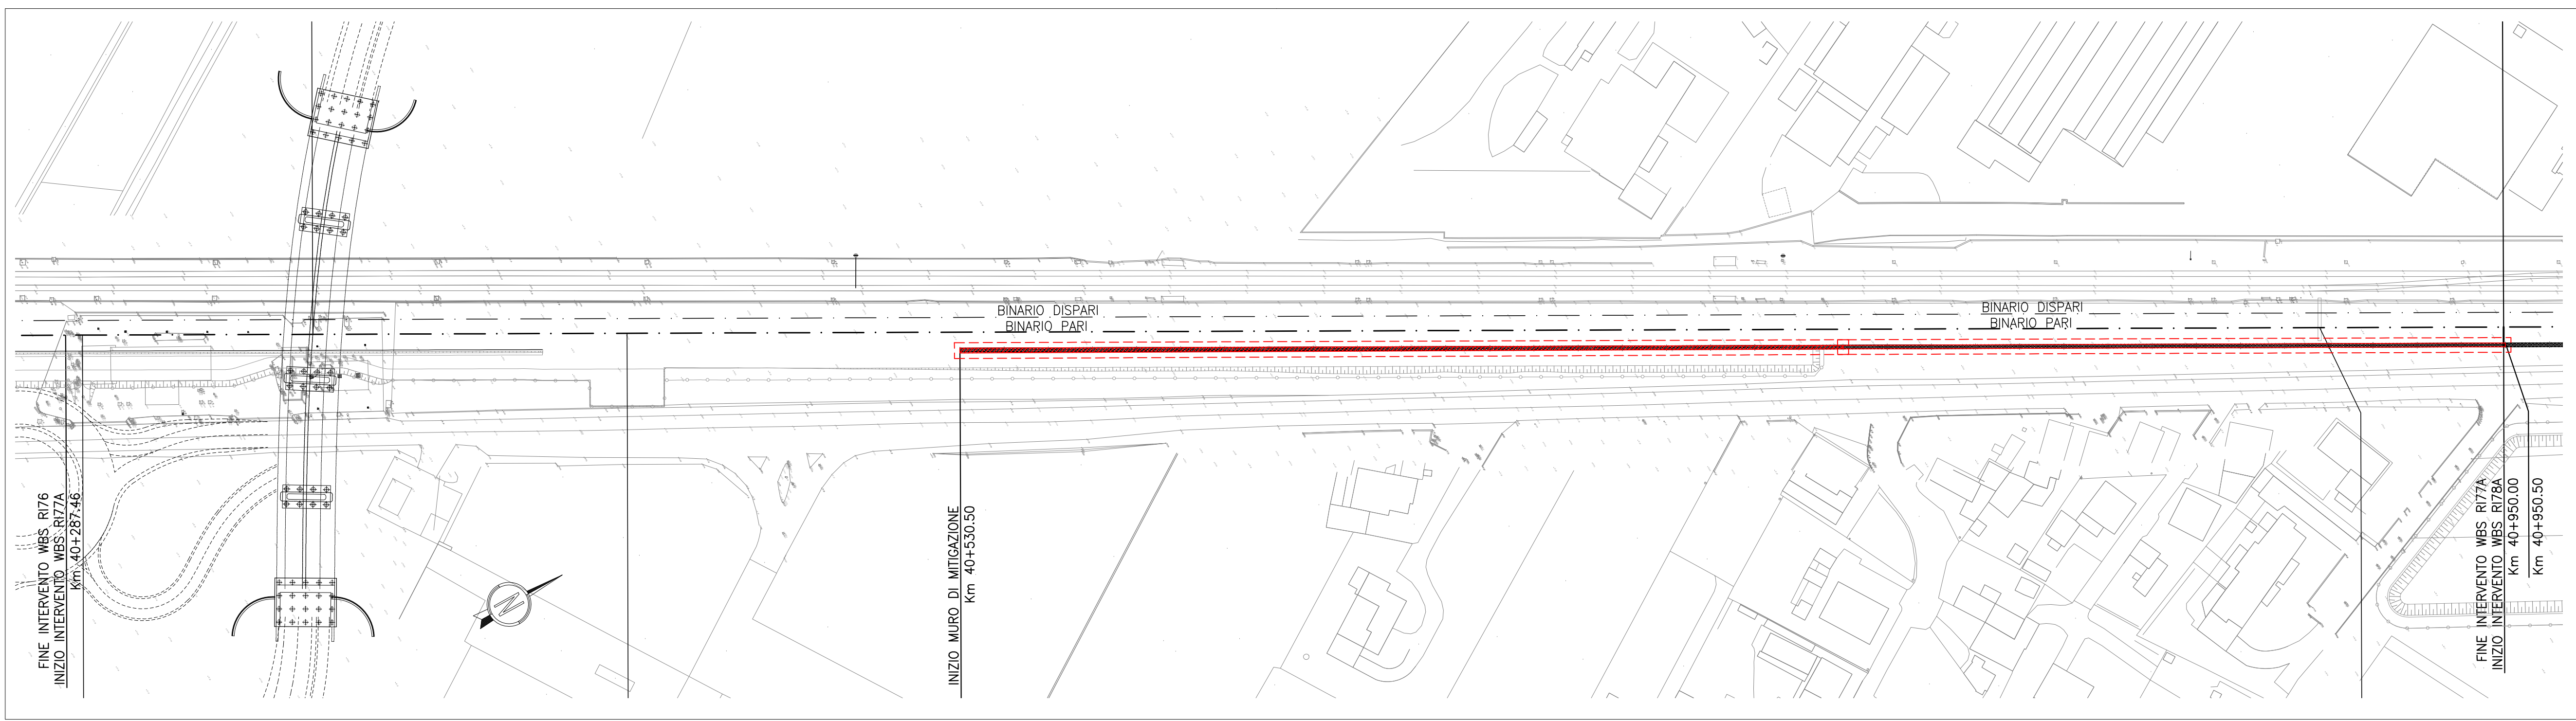 BINARIO DISPARI
BINARIO PARI
BINARIO DISPARI
BINARIO PARI
FINE INTERVENTO WBS RI76
INIZIO INTERVENTO WBS RI77A
Km 40+287.46
INIZIO MURO DI MITIGAZIONE
Km 40+530.50
FINE INTERVENTO WBS RI77A
INIZIO INTERVENTO WBS RI78A
Km 40+950.00
Km 40+950.50
N